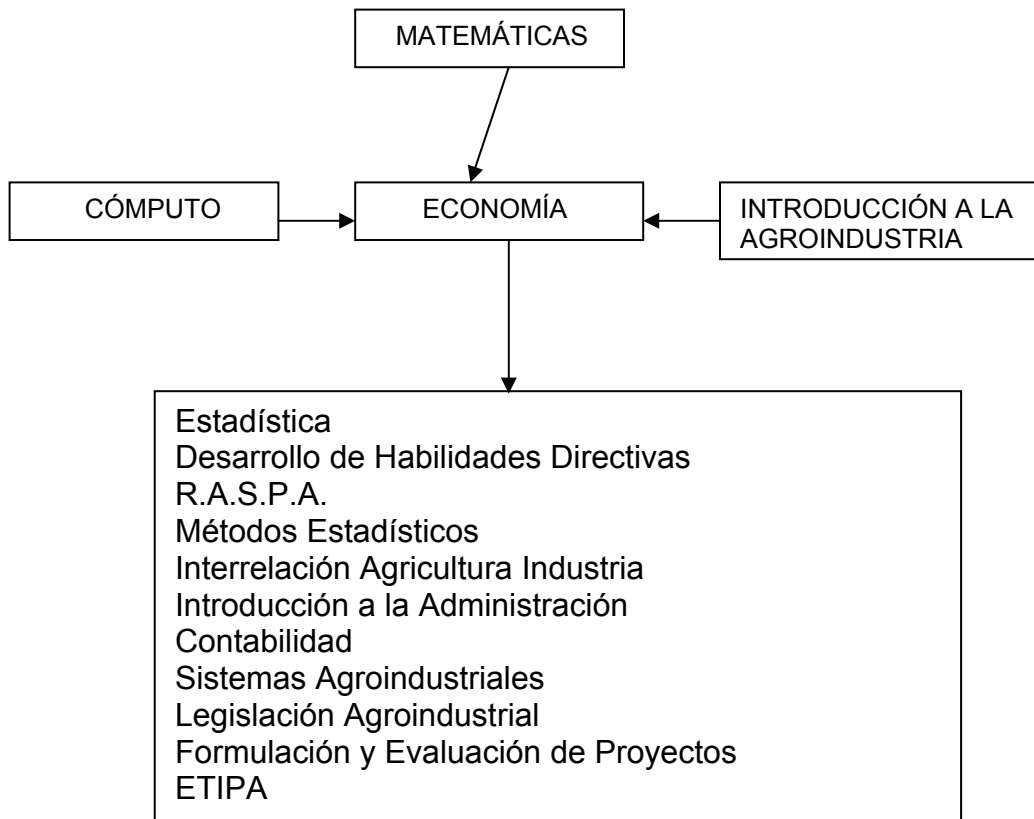 MATEMÁTICAS
CÓMPUTO
ECONOMÍA
INTRODUCCIÓN A LA
AGROINDUSTRIA
Estadística
Desarrollo de Habilidades Directivas
R.A.S.P.A.
Métodos Estadísticos
Interrelación Agricultura Industria
Introducción a la Administración
Contabilidad
Sistemas Agroindustriales
Legislación Agroindustrial
Formulación y Evaluación de Proyectos
ETIPA